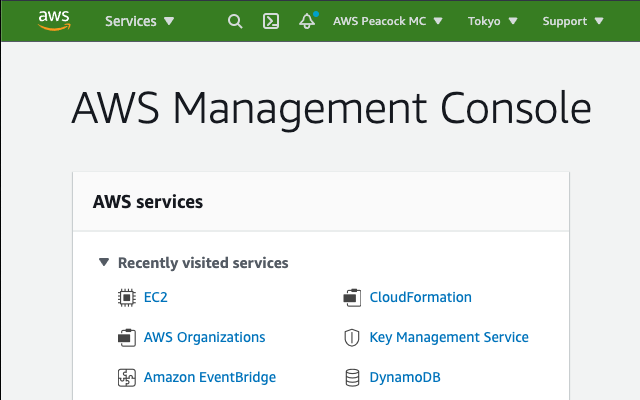 aws Services AWS Peacock MC Tokyo Support
AWS Management Console
AWS services
Recently visited services
EC2 CloudFormation
AWS Organizations Key Management Service
Amazon EventBridge DynamoDB